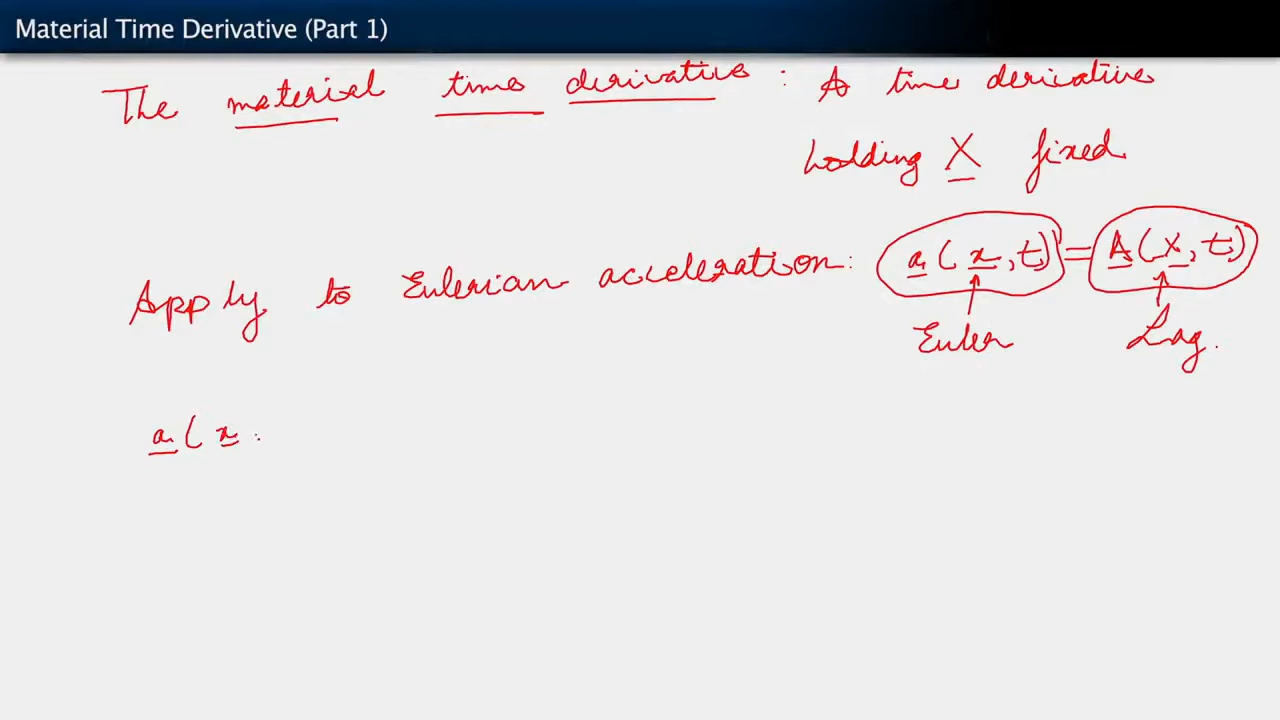 Material Time Derivative (Part 1)
The material time derivative : A time derivative
holding X fixed
Apply to Eulerian acceleration: a(x,t) = A(X,t)
Euler Lag.
a(x